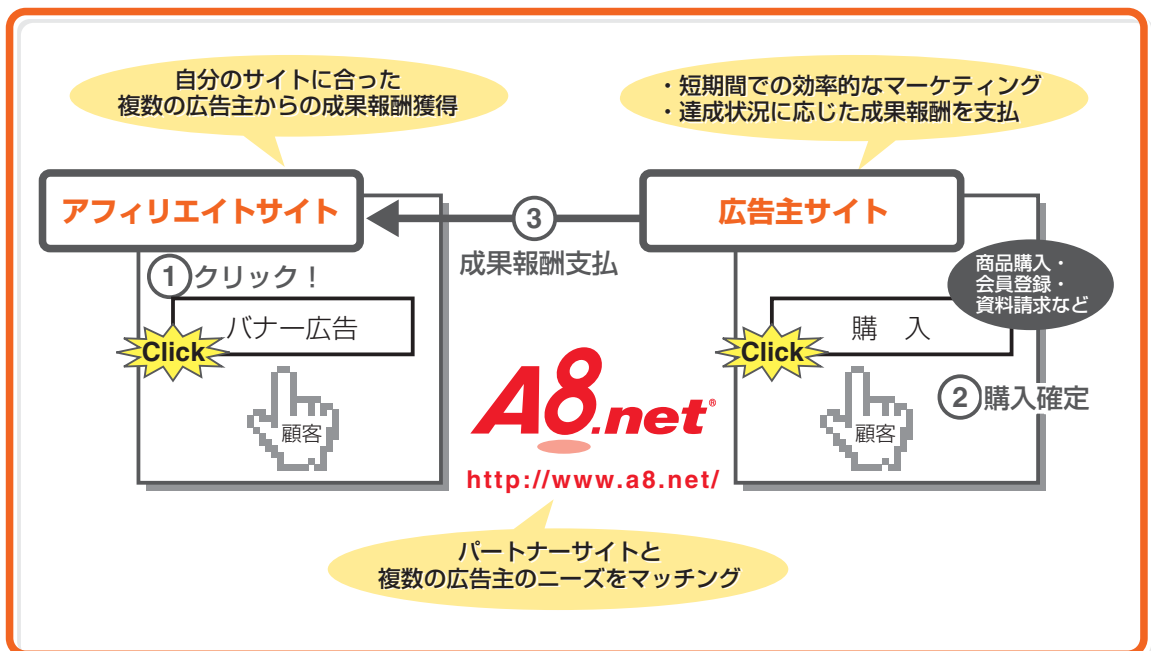 自分のサイトに合った
複数の広告主からの成果報酬獲得
・短期間での効率的なマーケティング
・達成状況に応じた成果報酬を支払
アフィリエイトサイト
3
成果報酬支払
広告主サイト
1 クリック！
バナー広告
Click
顧客
商品購入・
会員登録・
資料請求など
購　入
Click
2 購入確定
顧客
A8.net®
http://www.a8.net/
パートナーサイトと
複数の広告主のニーズをマッチング